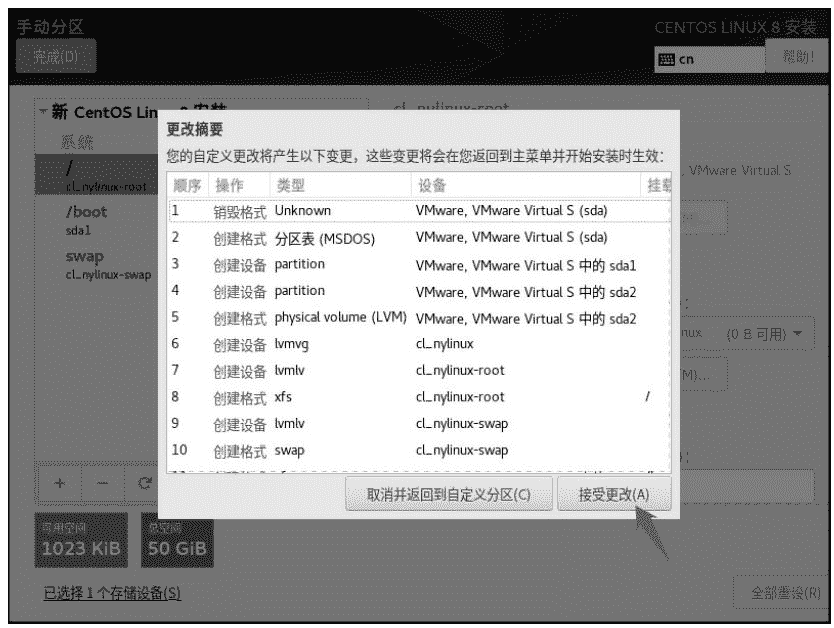 手动分区
CENTOS LINUX 8 安装
完成(D)
cn
帮助!
新 CentOS Lin
cl_nylinux-root
系统
/
cl_nylinux-root
/boot
sda1
swap
cl_nylinux-swap
, VMware Virtual S
更改摘要
您的自定义更改将产生以下变更，这些变更将会在您返回到主菜单并开始安装时生效：
顺序 操作 类型 设备 挂载
1 销毁格式 Unknown VMware, VMware Virtual S (sda)
2 创建格式 分区表 (MSDOS) VMware, VMware Virtual S (sda)
3 创建设备 partition VMware, VMware Virtual S 中的 sda1
4 创建设备 partition VMware, VMware Virtual S 中的 sda2
5 创建格式 physical volume (LVM) VMware, VMware Virtual S 中的 sda2
6 创建设备 lvmvg cl_nylinux
7 创建设备 lvmlv cl_nylinux-root
8 创建格式 xfs cl_nylinux-root /
9 创建设备 lvmlv cl_nylinux-swap
10 创建格式 swap cl_nylinux-swap
nux (0 B 可用)
M)...
取消并返回到自定义分区(C) 接受更改(A)
+ −
可用空间
1023 KiB
总空间
50 GiB
已选择 1 个存储设备(S)
全部重设(R)